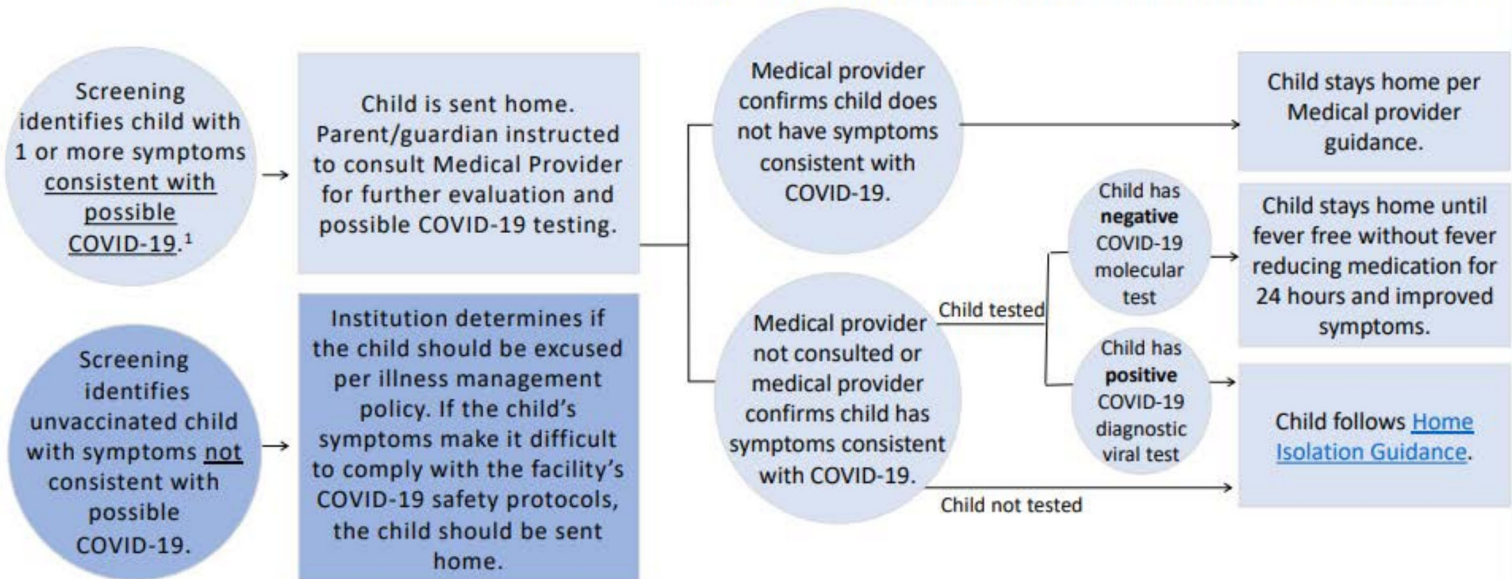 Screening
identifies child with
1 or more symptoms
consistent with
possible
COVID-19.1
Child is sent home.
Parent/guardian instructed
to consult Medical Provider
for further evaluation and
possible COVID-19 testing.
Medical provider
confirms child does
not have symptoms
consistent with
COVID-19.
Child stays home per
Medical provider
guidance.
Medical provider
not consulted or
medical provider
confirms child has
symptoms consistent
with COVID-19.
Child tested
Child has
negative
COVID-19
molecular
test
Child stays home until
fever free without fever
reducing medication for
24 hours and improved
symptoms.
Child has
positive
COVID-19
diagnostic
viral test
Child follows Home
Isolation Guidance.
Child not tested
Screening
identifies
unvaccinated child
with symptoms not
consistent with
possible
COVID-19.
Institution determines if
the child should be excused
per illness management
policy. If the child’s
symptoms make it difficult
to comply with the facility’s
COVID-19 safety protocols,
the child should be sent
home.